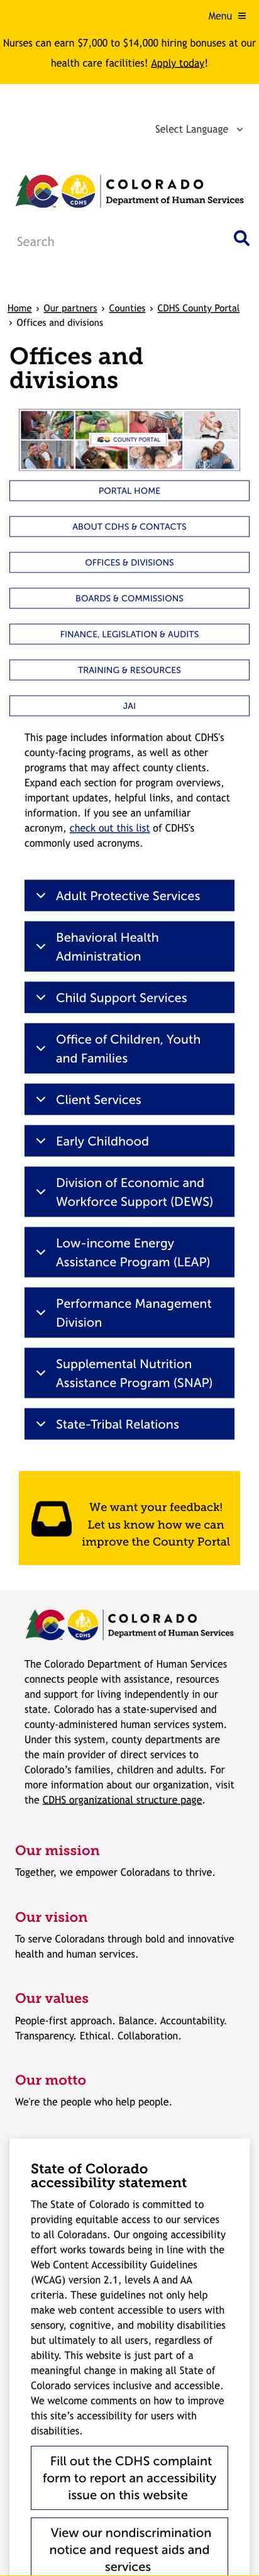 Menu ≡
Nurses can earn $7,000 to $14,000 hiring bonuses at our
health care facilities! Apply today!
Select Language
COLORADO
CDHS
Department of Human Services
Search
Home › Our partners › Counties › CDHS County Portal
› Offices and divisions
Offices and
divisions
COUNTY PORTAL
PORTAL HOME
ABOUT CDHS & CONTACTS
OFFICES & DIVISIONS
BOARDS & COMMISSIONS
FINANCE, LEGISLATION & AUDITS
TRAINING & RESOURCES
JAI
This page includes information about CDHS's
county-facing programs, as well as other
programs that may affect county clients.
Expand each section for program overviews,
important updates, helpful links, and contact
information. If you see an unfamiliar
acronym, check out this list of CDHS's
commonly used acronyms.
Adult Protective Services
Behavioral Health
Administration
Child Support Services
Office of Children, Youth
and Families
Client Services
Early Childhood
Division of Economic and
Workforce Support (DEWS)
Low-income Energy
Assistance Program (LEAP)
Performance Management
Division
Supplemental Nutrition
Assistance Program (SNAP)
State-Tribal Relations
We want your feedback!
Let us know how we can
improve the County Portal
COLORADO
CDHS
Department of Human Services
The Colorado Department of Human Services
connects people with assistance, resources
and support for living independently in our
state. Colorado has a state-supervised and
county-administered human services system.
Under this system, county departments are
the main provider of direct services to
Colorado’s families, children and adults. For
more information about our organization, visit
the CDHS organizational structure page.
Our mission
Together, we empower Coloradans to thrive.
Our vision
To serve Coloradans through bold and innovative
health and human services.
Our values
People-first approach. Balance. Accountability.
Transparency. Ethical. Collaboration.
Our motto
We're the people who help people.
State of Colorado
accessibility statement
The State of Colorado is committed to
providing equitable access to our services
to all Coloradans. Our ongoing accessibility
effort works towards being in line with the
Web Content Accessibility Guidelines
(WCAG) version 2.1, levels A and AA
criteria. These guidelines not only help
make web content accessible to users with
sensory, cognitive, and mobility disabilities
but ultimately to all users, regardless of
ability. This website is just part of a
meaningful change in making all State of
Colorado services inclusive and accessible.
We welcome comments on how to improve
this site’s accessibility for users with
disabilities.
Fill out the CDHS complaint
form to report an accessibility
issue on this website
View our nondiscrimination
notice and request aids and
services